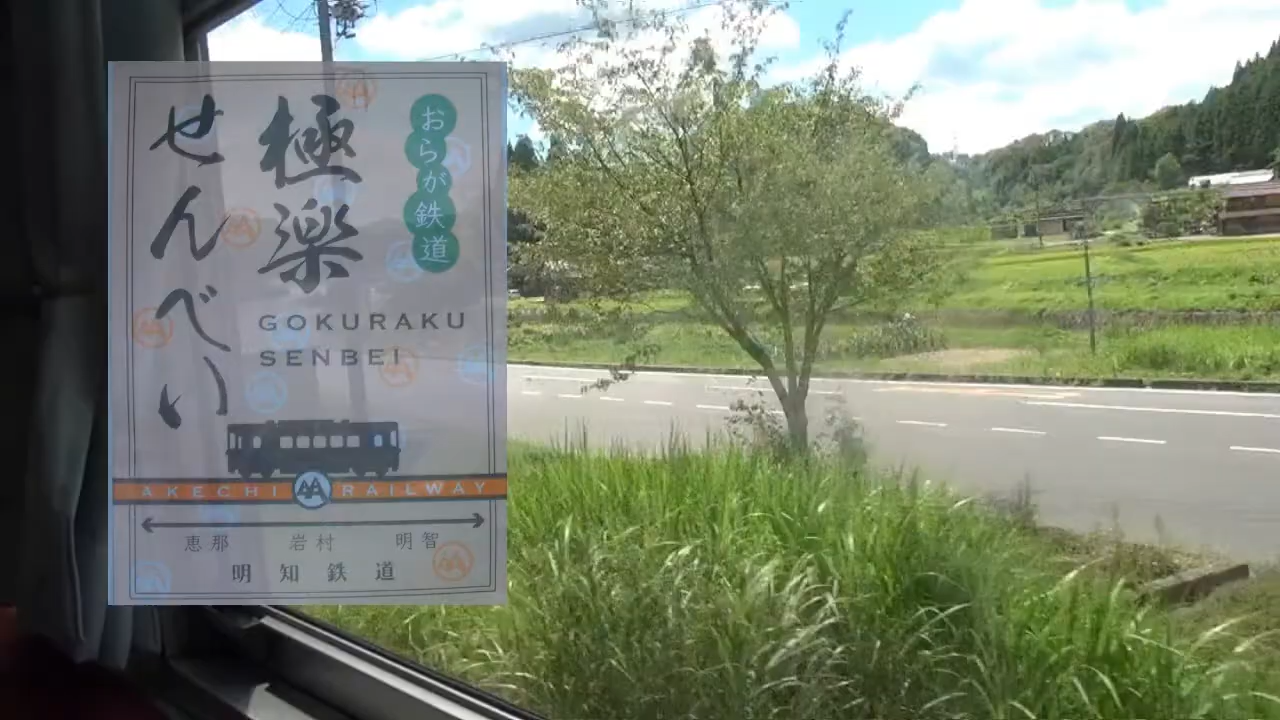 おらが鉄道
極楽
せんべい
GOKURAKU
SENBEI
AKECHI RAILWAY
恵那 岩村 明智
明知鉄道